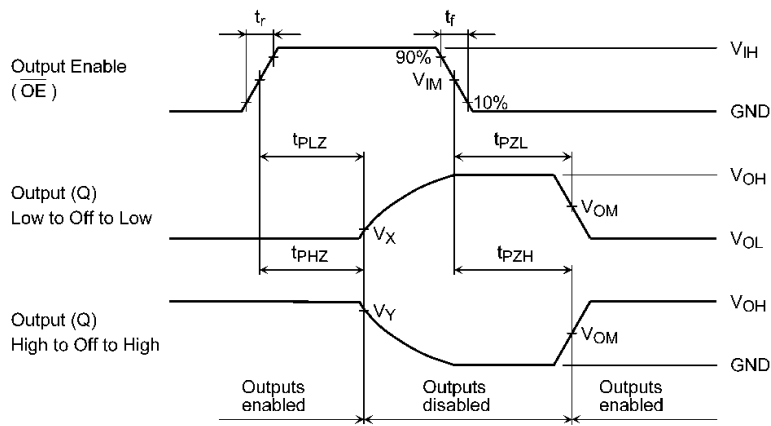 tr
tf
Output Enable
(OE)
90%
VIM
10%
VIH
GND
tPLZ
tPZL
Output (Q)
Low to Off to Low
VX
VOM
VOH
VOL
tPHZ
tPZH
Output (Q)
High to Off to High
VY
VOM
VOH
GND
Outputs
enabled
Outputs
disabled
Outputs
enabled